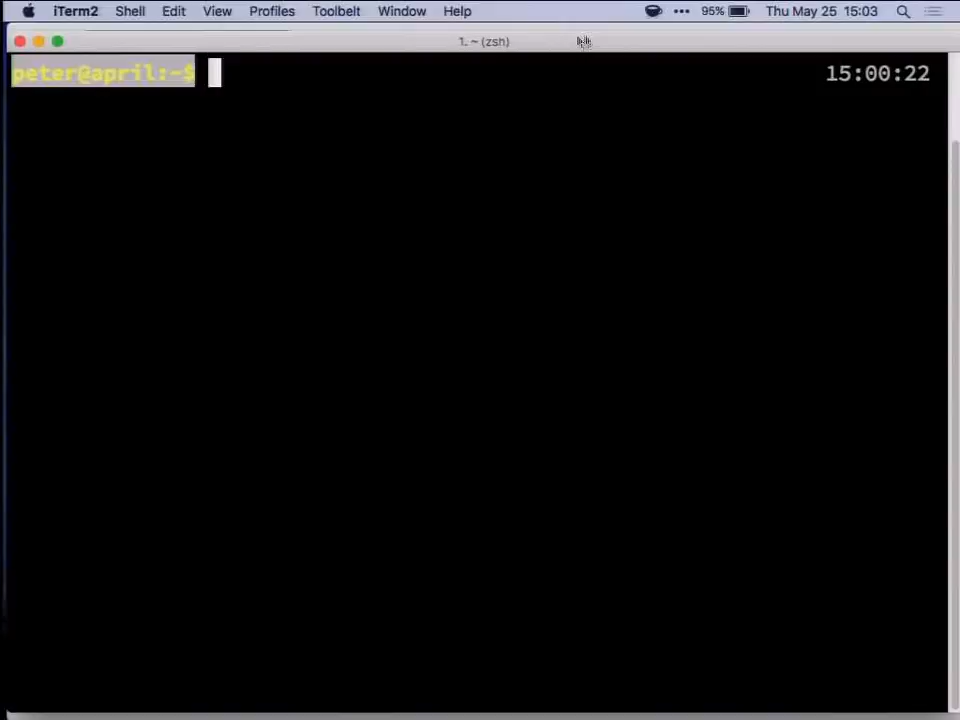 iTerm2 Shell Edit View Profiles Toolbelt Window Help ••• 95% Thu May 25 15:03
1. ~ (zsh)
peter@april:~$ 15:00:22